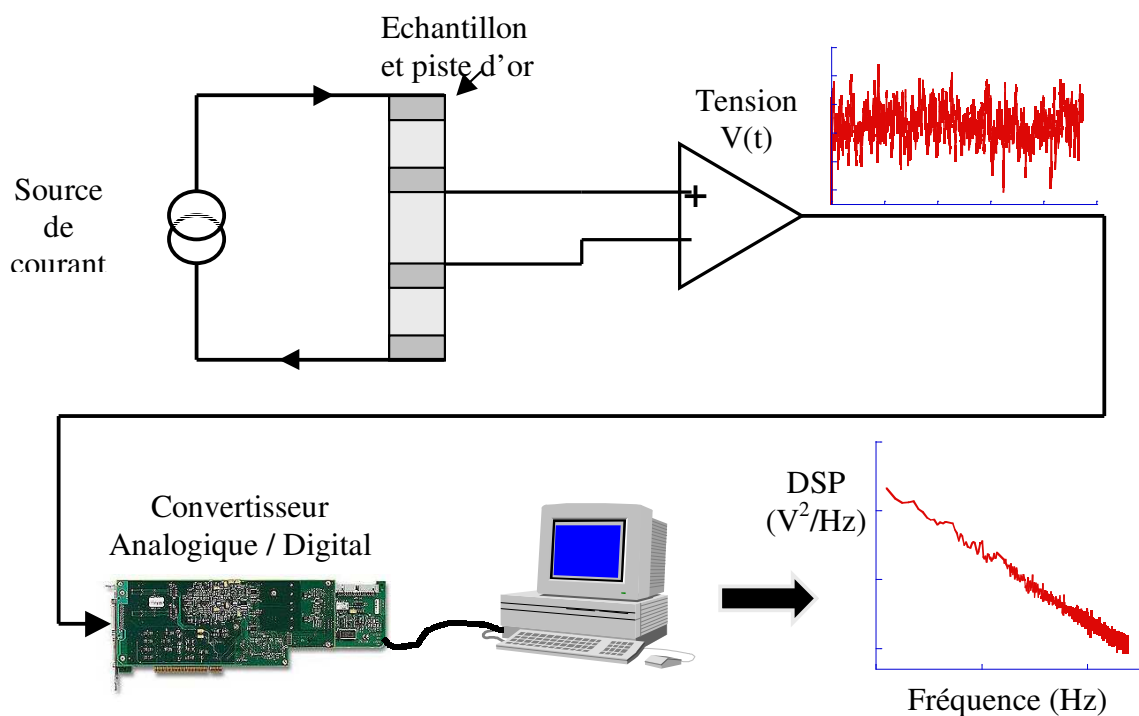 Echantillon
et piste d'or
Tension
V(t)
Source
de
courant
+
Convertisseur
Analogique / Digital
DSP
(V²/Hz)
Fréquence (Hz)